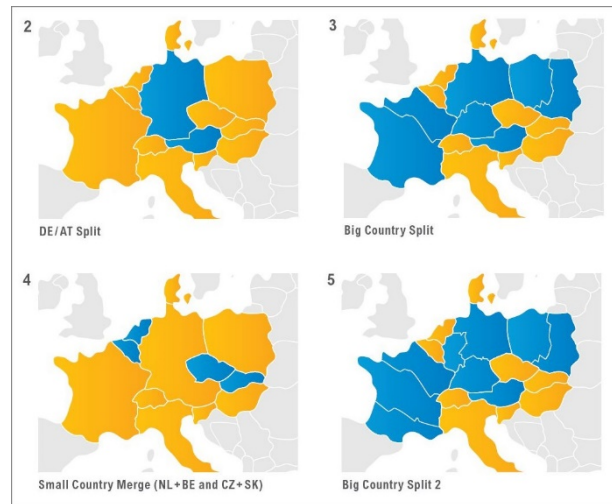 2
DE/AT Split
3
Big Country Split
4
Small Country Merge (NL+BE and CZ+SK)
5
Big Country Split 2